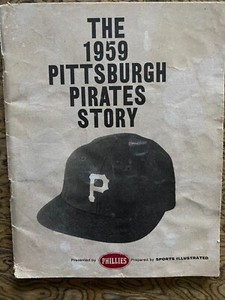 THE
1959
PITTSBURGH
PIRATES
STORY
P
Presented by PHILLIES Prepared by SPORTS ILLUSTRATED